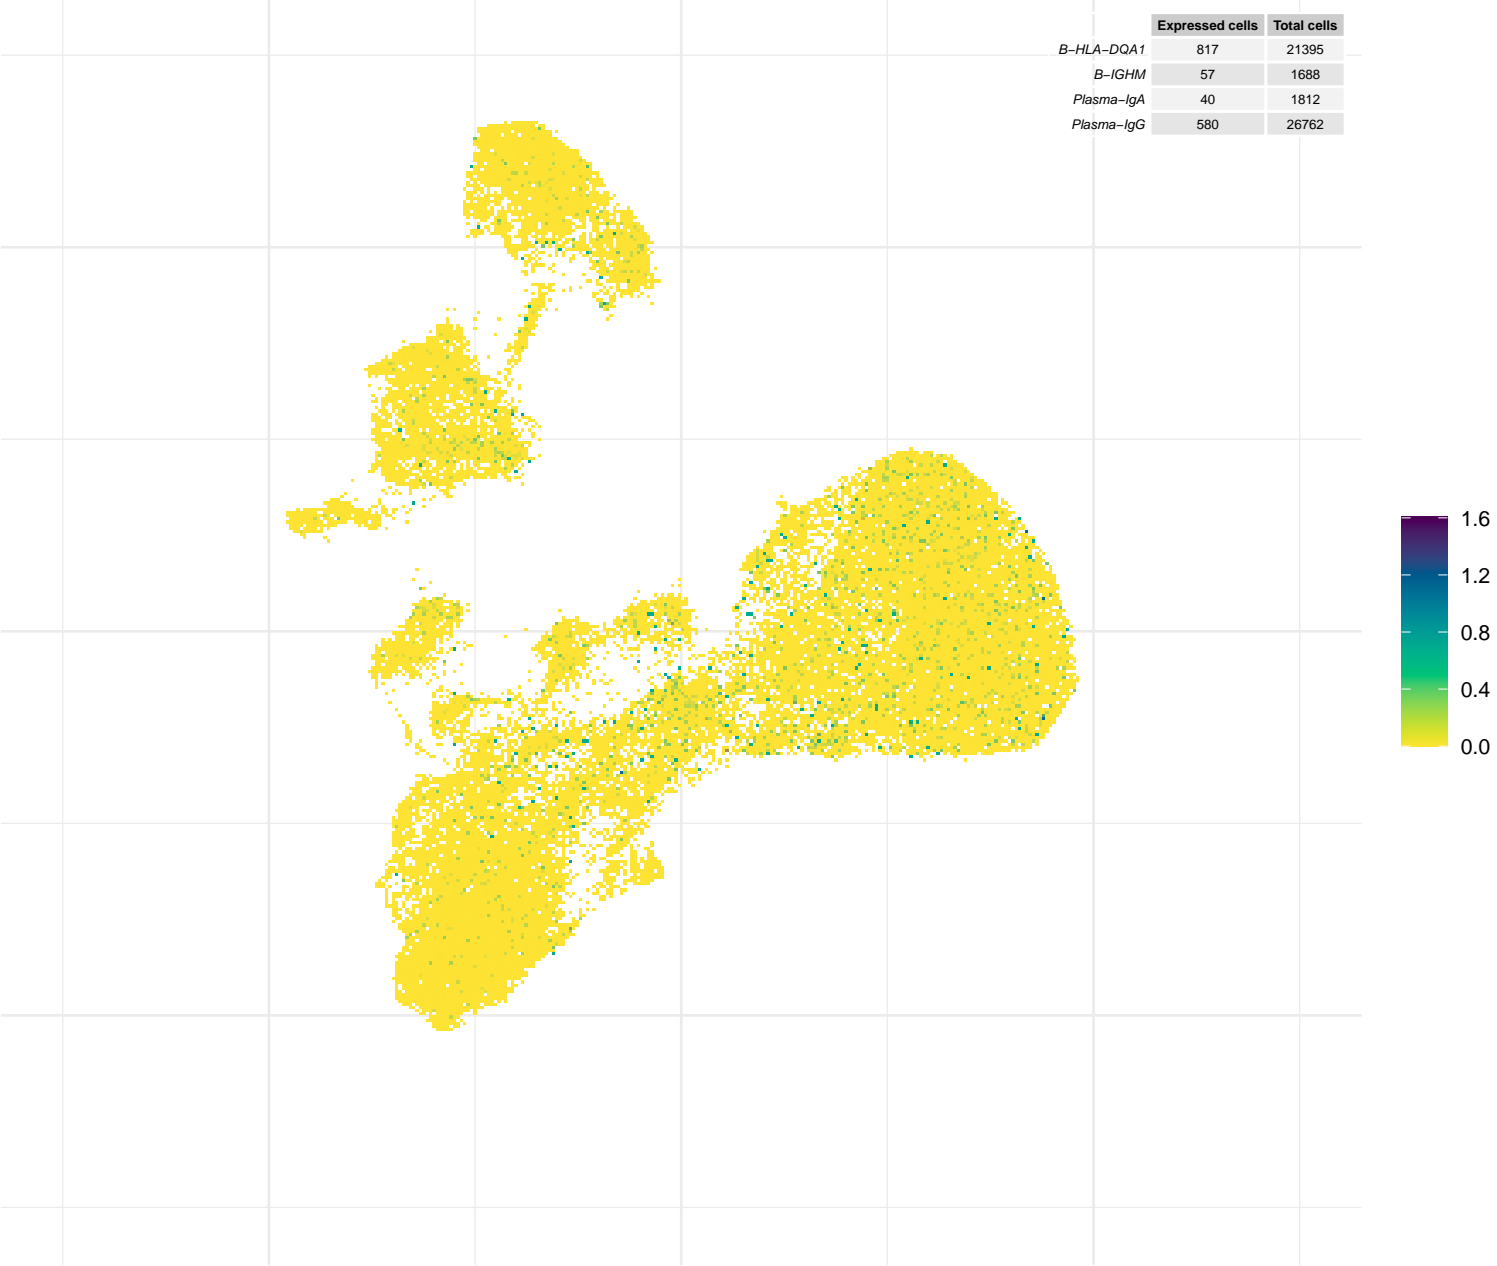 Expressed cells Total cells
B−HLA−DQA1 817 21395
B−IGHM 57 1688
Plasma−IgA 40 1812
Plasma−IgG 580 26762
1.6
1.2
0.8
0.4
0.0